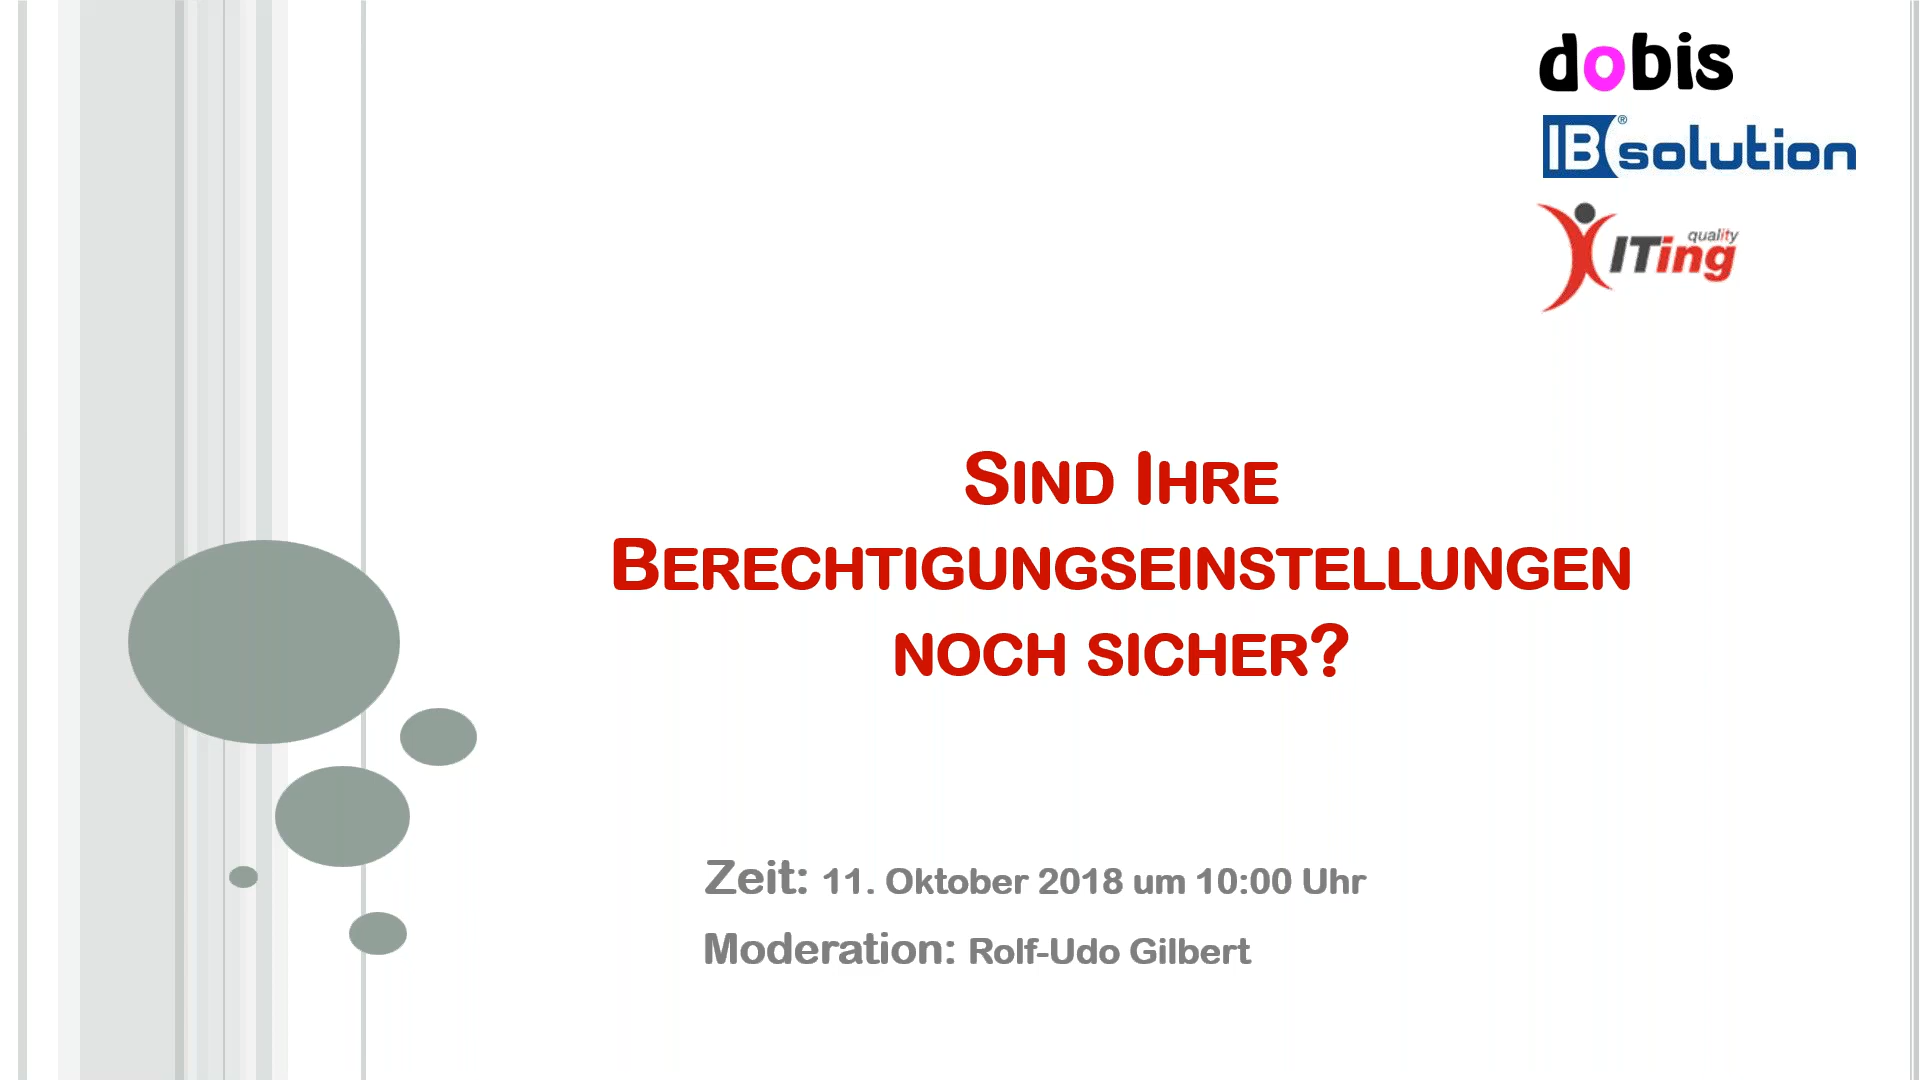 dobis
IBsolution®
XITing quality
Sind Ihre
Berechtigungseinstellungen
noch sicher?
Zeit: 11. Oktober 2018 um 10:00 Uhr
Moderation: Rolf-Udo Gilbert